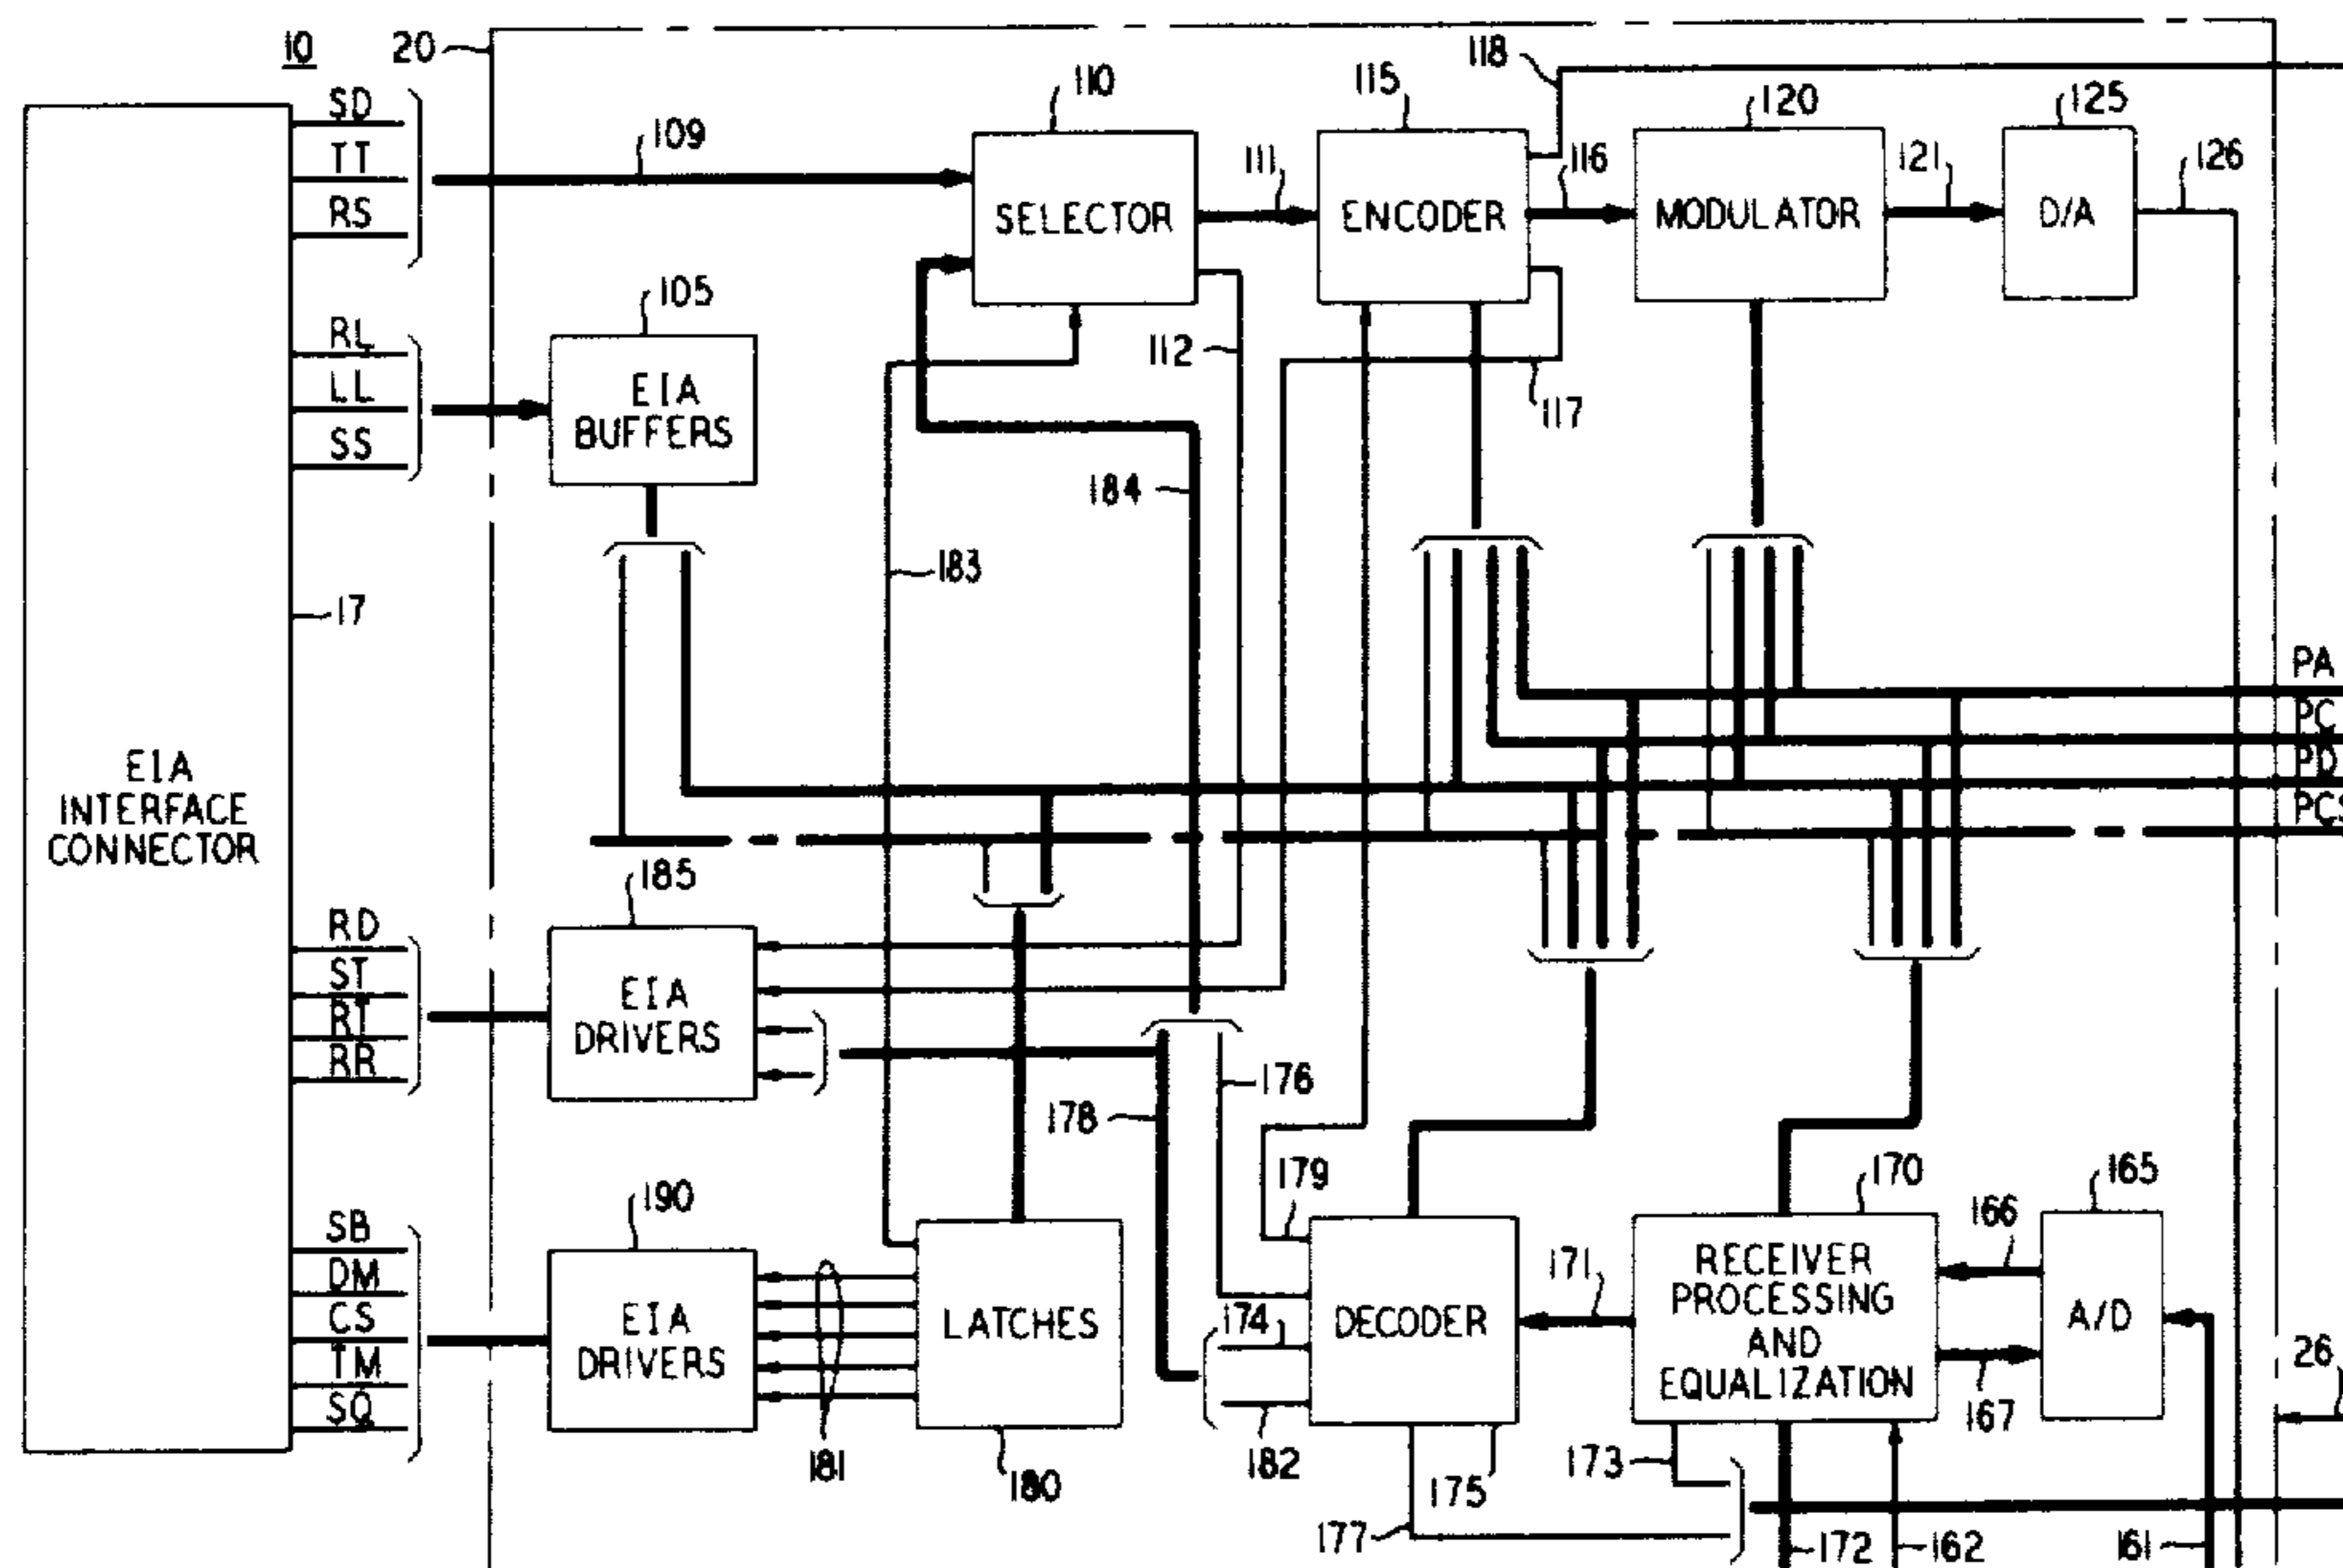 10
20
118
SD
TT
RS
109
110
SELECTOR
111
115
ENCODER
116
120
MODULATOR
121
125
D/A
126
RL
LL
SS
105
EIA
BUFFERS
112
117
184
183
17
PA
PC
PD
PCS
EIA
INTERFACE
CONNECTOR
185
RD
ST
RT
RR
EIA
DRIVERS
176
178
179
170
165
166
190
SB
DM
CS
TM
SQ
EIA
DRIVERS
LATCHES
174
DECODER
171
RECEIVER
PROCESSING
AND
EQUALIZATION
A/D
167
26
181
180
182
175
173
177
172
162
161